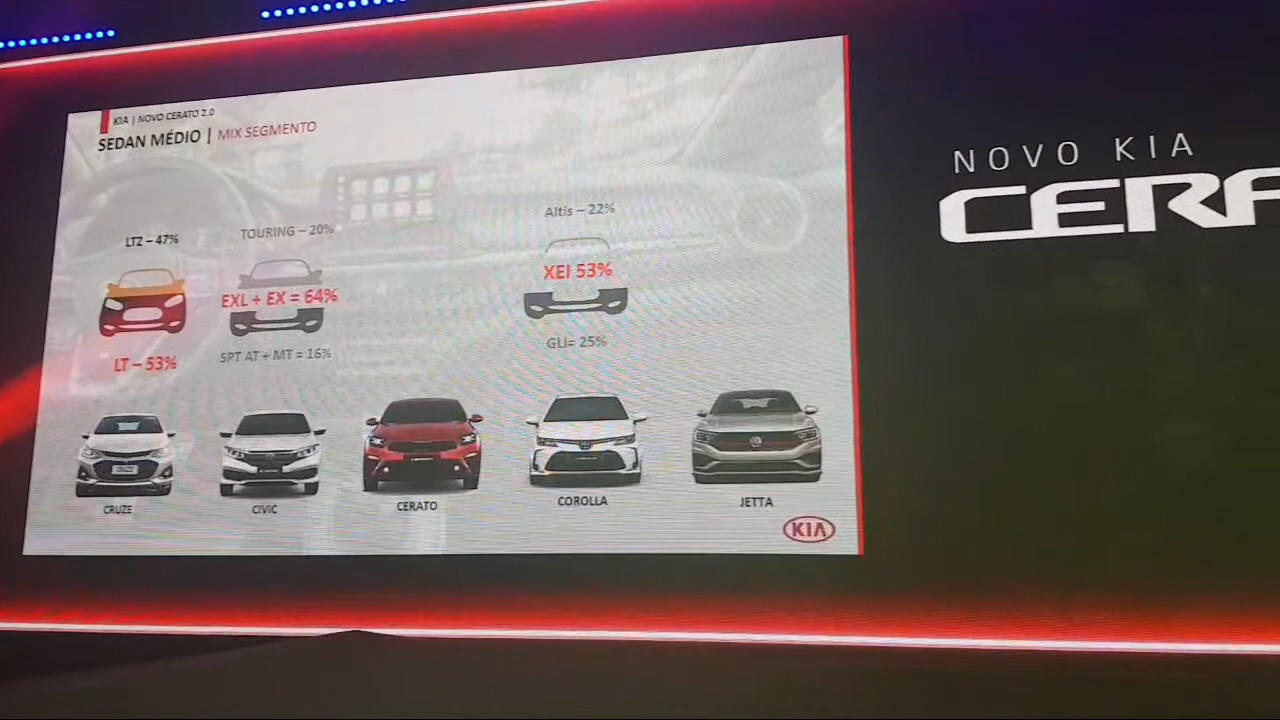 KIA | NOVO CERATO 2.0
SEDAN MÉDIO | MIX SEGMENTO
LTZ – 47%
LT – 53%
TOURING – 20%
EXL + EX = 64%
SPT AT + MT = 16%
Altis – 22%
XEI 53%
GLI= 25%
CRUZE
CIVIC
CERATO
COROLLA
JETTA
KIA
NOVO KIA
CERA